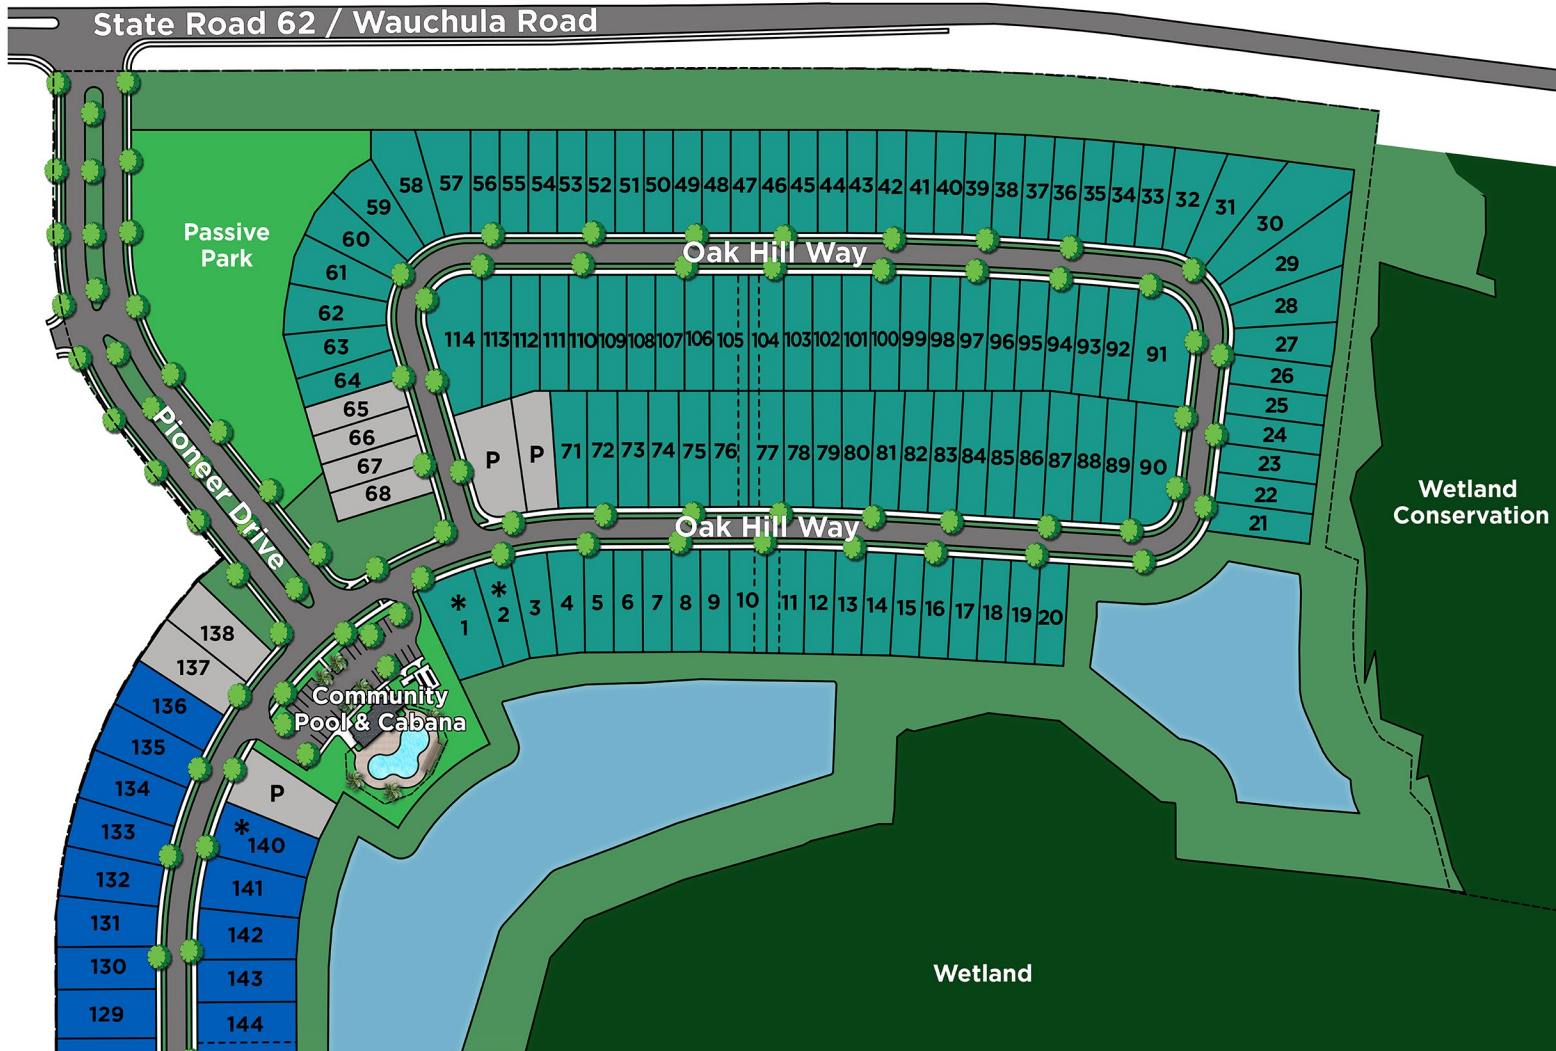 State Road 62 / Wauchula Road
58 57 56 55 54 53 52 51 50 49 48 47 46 45 44 43 42 41 40 39 38 37 36 35 34 33 32 31
59
30
Passive
Park
60
Oak Hill Way
61
29
62
28
63
114 113 112 111 110 109 108 107 106 105 104 103 102 101 100 99 98 97 96 95 94 93 92 91
27
64
26
65
25
66
24
Pioneer Drive
67
P P 71 72 73 74 75 76 77 78 79 80 81 82 83 84 85 86 87 88 89 90
23
68
22
Wetland
Conservation
21
Oak Hill Way
* *
1 2 3 4 5 6 7 8 9 10 11 12 13 14 15 16 17 18 19 20
138
137
136
Community
Pool & Cabana
135
134
P
133
*
140
132
141
131
142
130
143
Wetland
129
144